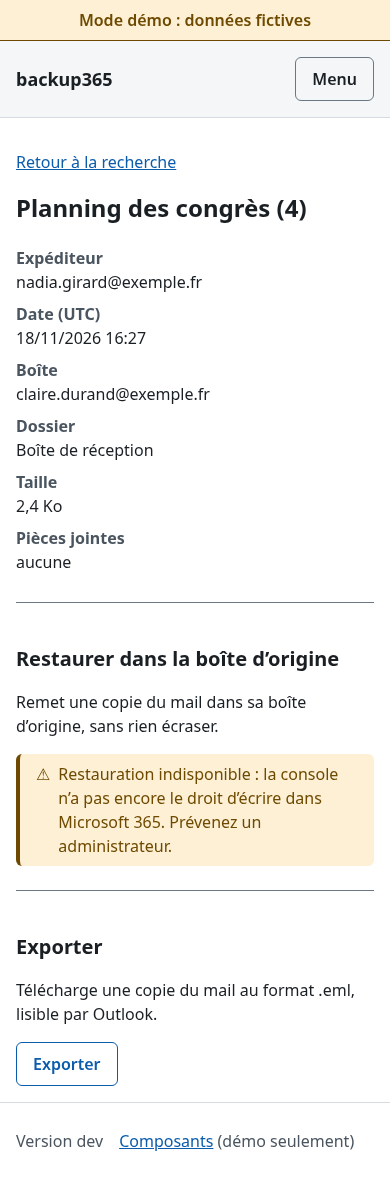 Mode démo : données fictives
backup365
Menu
Retour à la recherche
Planning des congrès (4)
Expéditeur
nadia.girard@exemple.fr
Date (UTC)
18/11/2026 16:27
Boîte
claire.durand@exemple.fr
Dossier
Boîte de réception
Taille
2,4 Ko
Pièces jointes
aucune
Restaurer dans la boîte d’origine
Remet une copie du mail dans sa boîte
d’origine, sans rien écraser.
⚠ Restauration indisponible : la console
n’a pas encore le droit d’écrire dans
Microsoft 365. Prévenez un
administrateur.
Exporter
Télécharge une copie du mail au format .eml,
lisible par Outlook.
Exporter
Version dev Composants (démo seulement)